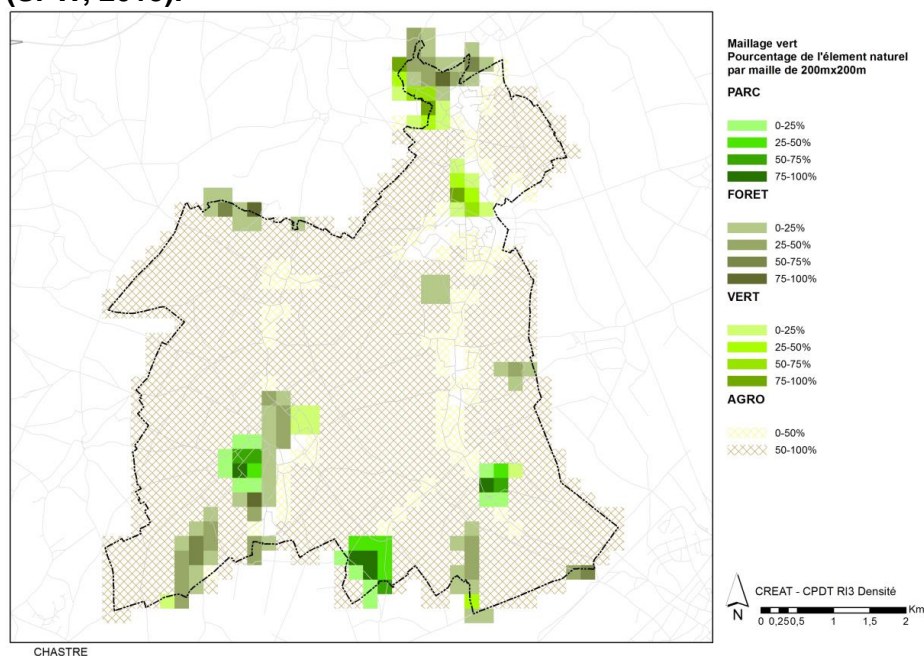 Maillage vert
Pourcentage de l'élement naturel
par maille de 200mx200m
PARC
0-25%
25-50%
50-75%
75-100%
FORET
0-25%
25-50%
50-75%
75-100%
VERT
0-25%
25-50%
50-75%
75-100%
AGRO
0-50%
50-100%
CREAT - CPDT RI3 Densité
N
Km
0 0,25 0,5 1 1,5 2
CHASTRE